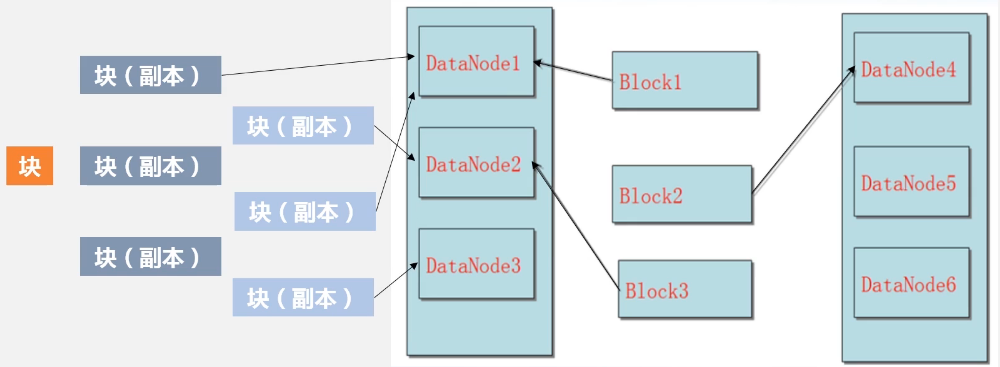 块
块（副本）
块（副本）
块（副本）
块（副本）
块（副本）
块（副本）
DataNode1
DataNode2
DataNode3
Block1
Block2
Block3
DataNode4
DataNode5
DataNode6